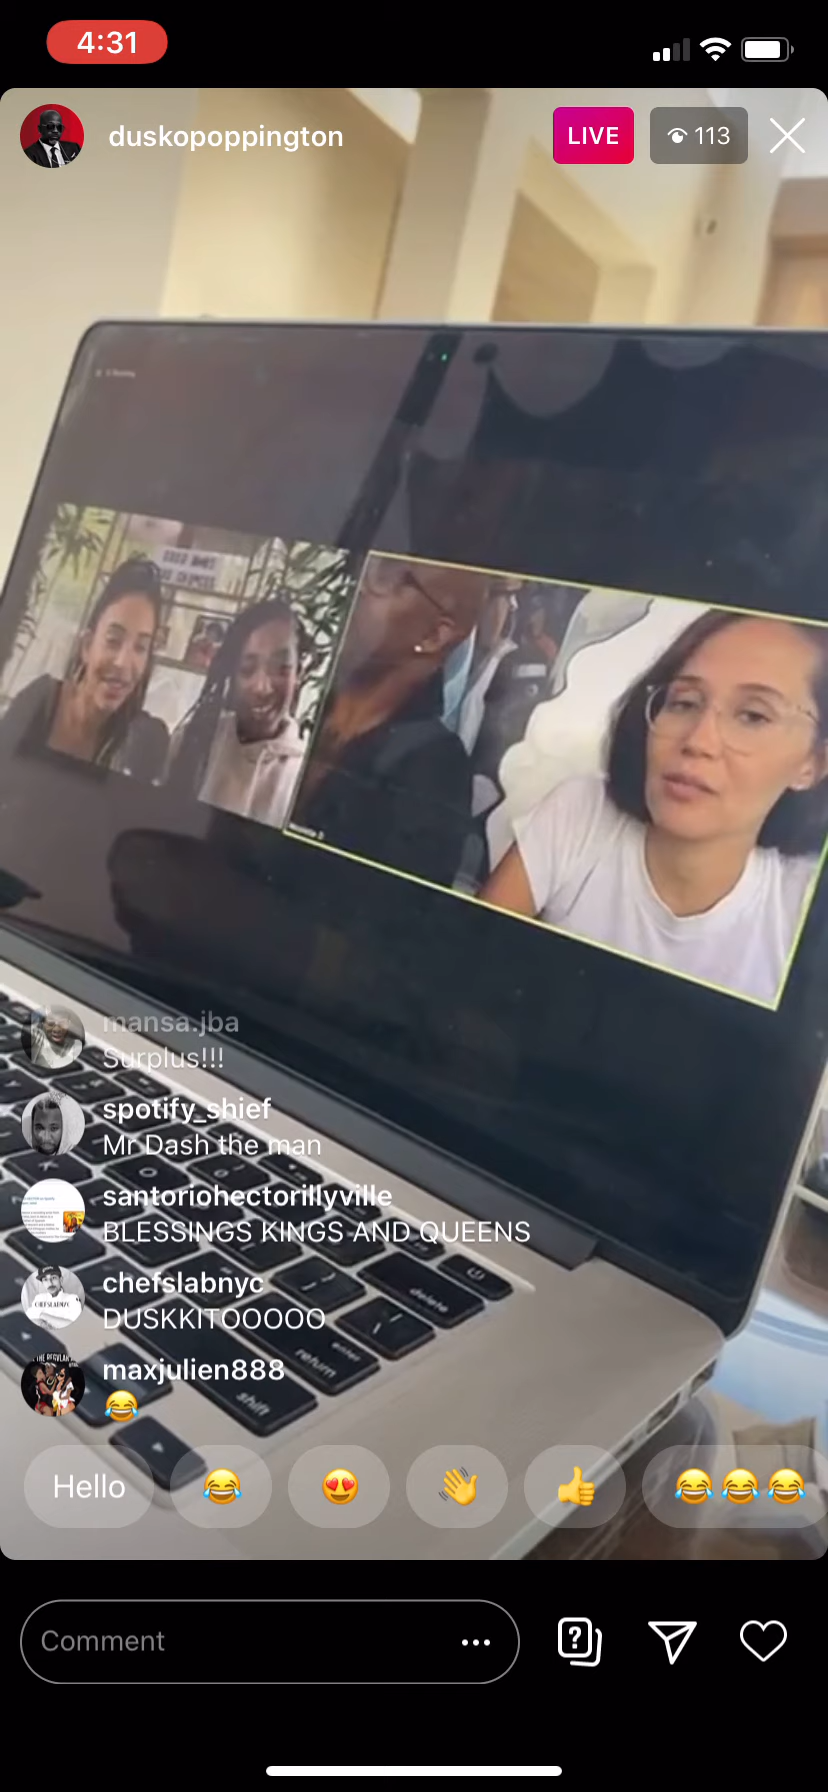 4:31
duskopoppington
LIVE
113
mansa.jba
Surplus!!!
spotify_shief
Mr Dash the man
santoriohectorillyville
BLESSINGS KINGS AND QUEENS
chefslabnyc
DUSKKITOOOOO
maxjulien888
😂
delete
enter
return
shift
Hello
😂
😍
👋
👍
😂😂😂
Comment